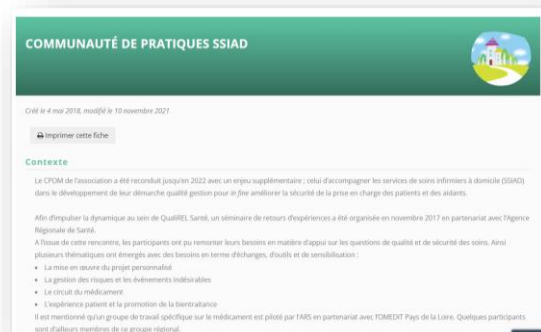 COMMUNAUTÉ DE PRATIQUES SSIAD
Créé le 4 mai 2018, modifié le 10 novembre 2021
Imprimer cette fiche
Contexte
Le CPOM de l'association a été reconduit jusqu'en 2022 avec un enjeu supplémentaire ; celui d'accompagner les services de soins infirmiers à domicile (SSIAD)
dans le développement de leur démarche qualité gestion pour in fine améliorer la sécurité de la prise en charge des patients et des aidants.
Afin d'impulser la dynamique au sein de QualiREL Santé, un séminaire de retours d'expériences a été organisée en novembre 2017 en partenariat avec l'Agence
Régionale de Santé.
A l'issue de cette rencontre, les participants ont pu remonter leurs besoins en matière d'appui sur les questions de qualité et de sécurité des soins. Ainsi
plusieurs thématiques ont émergés avec des besoins en terme d'échanges, d'outils et de sensibilisation :
• La mise en œuvre du projet personnalisé
• La gestion des risques et les événements indésirables
• Le circuit du médicament
• L'expérience patient et la promotion de la bientraitance
Il est mentionné qu'un groupe de travail spécifique sur le médicament est piloté par l'ARS en partenariat avec l'OMEDIT Pays de la Loire. Quelques participants
sont d'ailleurs membres de ce groupe régional.